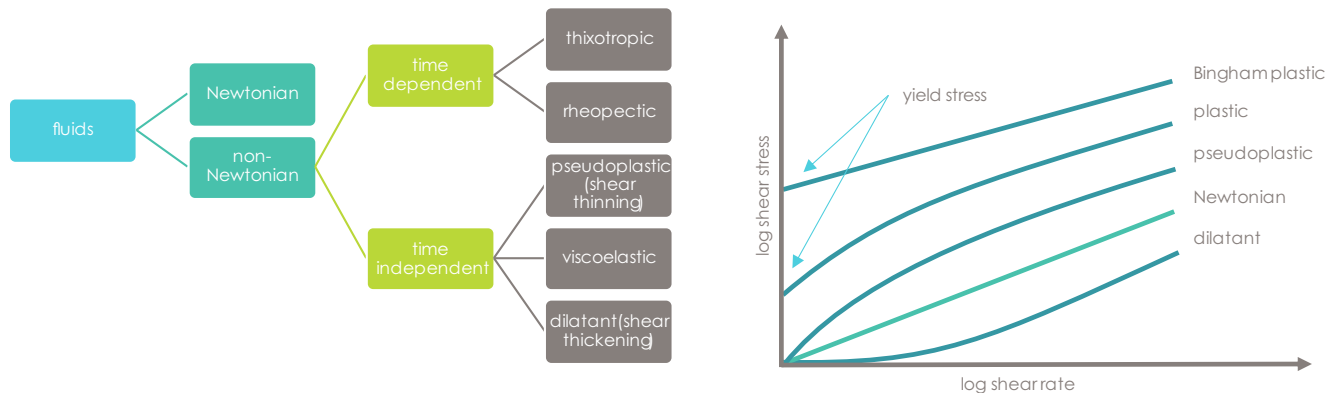 fluids
Newtonian
non-
Newtonian
time
dependent
time
independent
thixotropic
rheopectic
pseudoplastic
(shear
thinning)
viscoelastic
dilatant(shear
thickening)
log shear stress
yield stress
Bingham plastic
plastic
pseudoplastic
Newtonian
dilatant
log shear rate